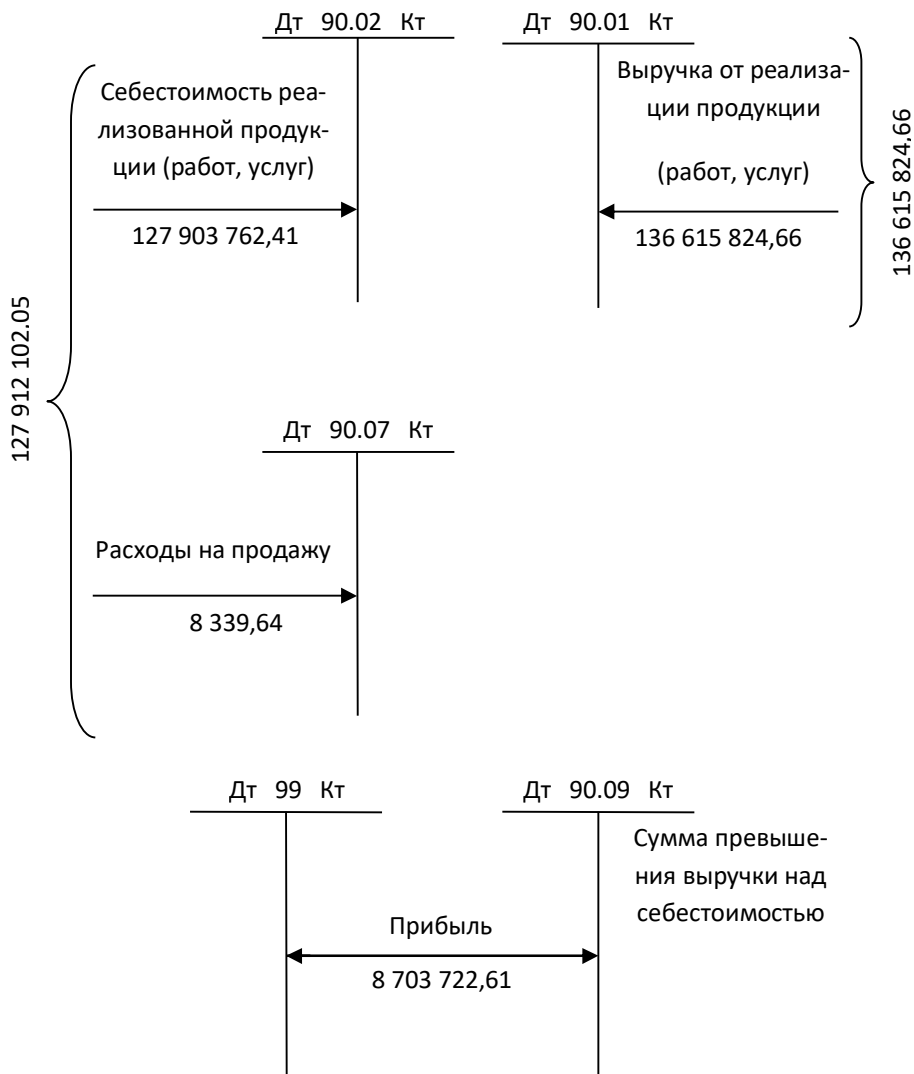 Дт 90.02 Кт
Дт 90.01 Кт
Себестоимость реа-
лизованной продук-
ции (работ, услуг)
127 903 762,41
Выручка от реализа-
ции продукции
(работ, услуг)
136 615 824,66
136 615 824,66
127 912 102.05
Дт 90.07 Кт
Расходы на продажу
8 339,64
Дт 99 Кт
Дт 90.09 Кт
Сумма превыше-
ния выручки над
себестоимостью
Прибыль
8 703 722,61